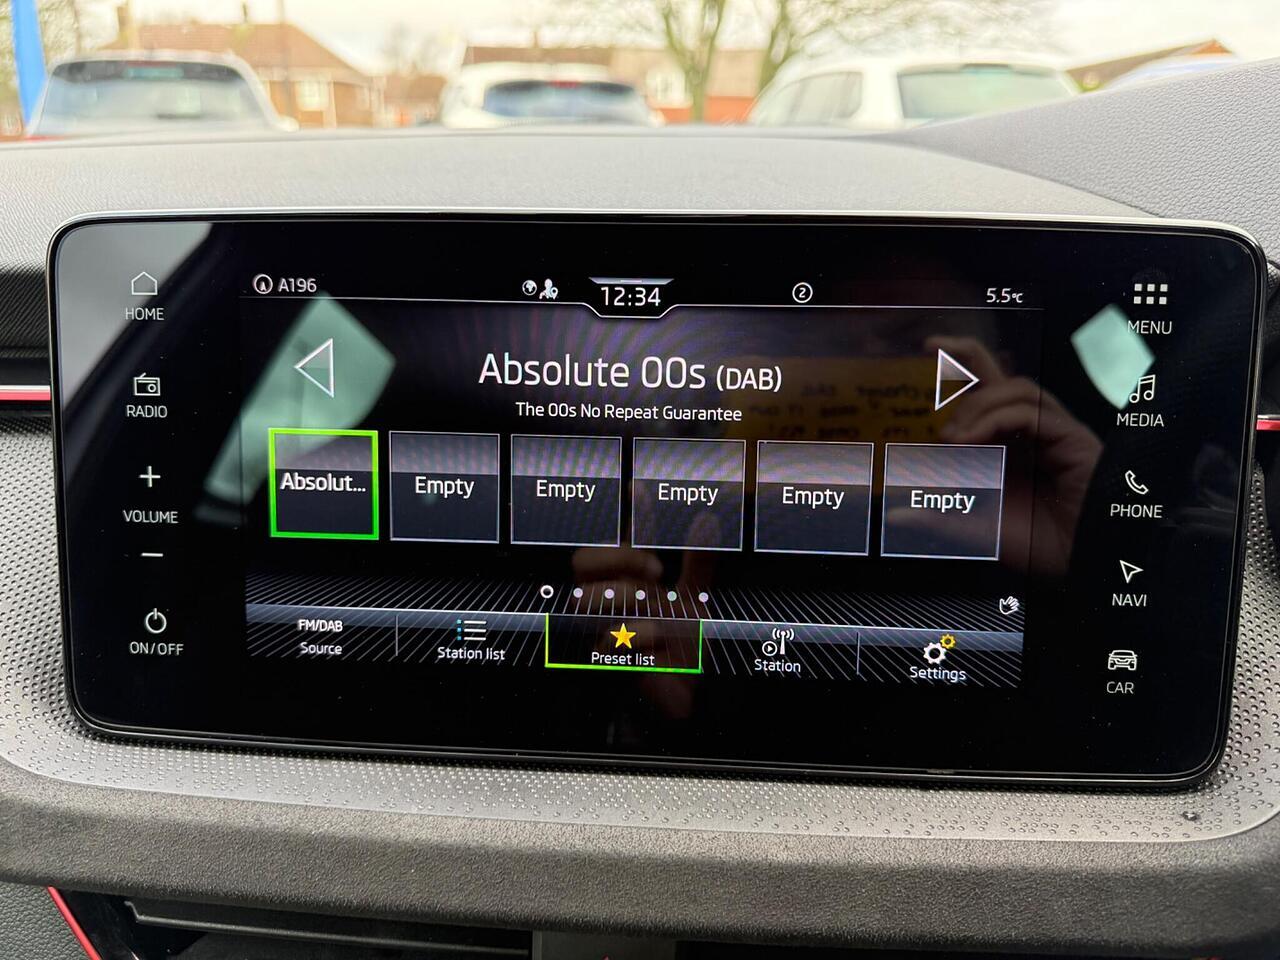 A196
12:34
2
5.5°C
HOME
RADIO
VOLUME
ON/OFF
Absolute 00s (DAB)
The 00s No Repeat Guarantee
Absolut...
Empty
Empty
Empty
Empty
Empty
FM/DAB
Source
Station list
Preset list
Station
Settings
MENU
MEDIA
PHONE
NAVI
CAR